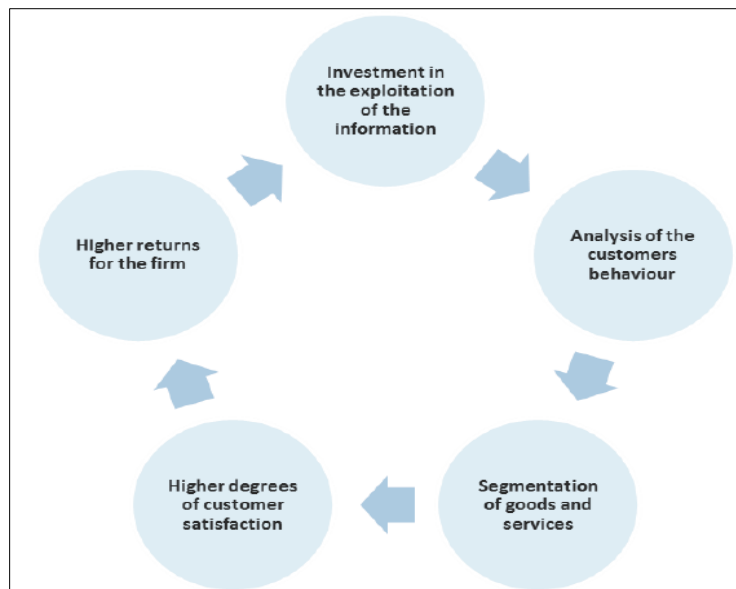 Investment in
the exploitation
of the
information
Analysis of the
customers
behaviour
Segmentation
of goods and
services
Higher degrees
of customer
satisfaction
Higher returns
for the firm